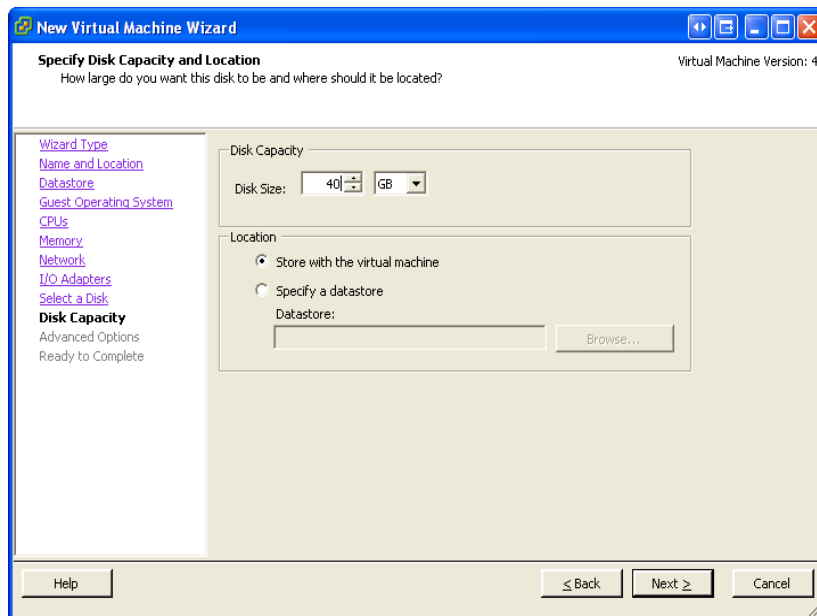 New Virtual Machine Wizard
Specify Disk Capacity and Location
How large do you want this disk to be and where should it be located?
Virtual Machine Version: 4
Wizard Type
Name and Location
Datastore
Guest Operating System
CPUs
Memory
Network
I/O Adapters
Select a Disk
Disk Capacity
Advanced Options
Ready to Complete
Disk Capacity
Disk Size: 40 GB
Location
Store with the virtual machine
Specify a datastore
Datastore:
Browse...
Help
< Back
Next >
Cancel